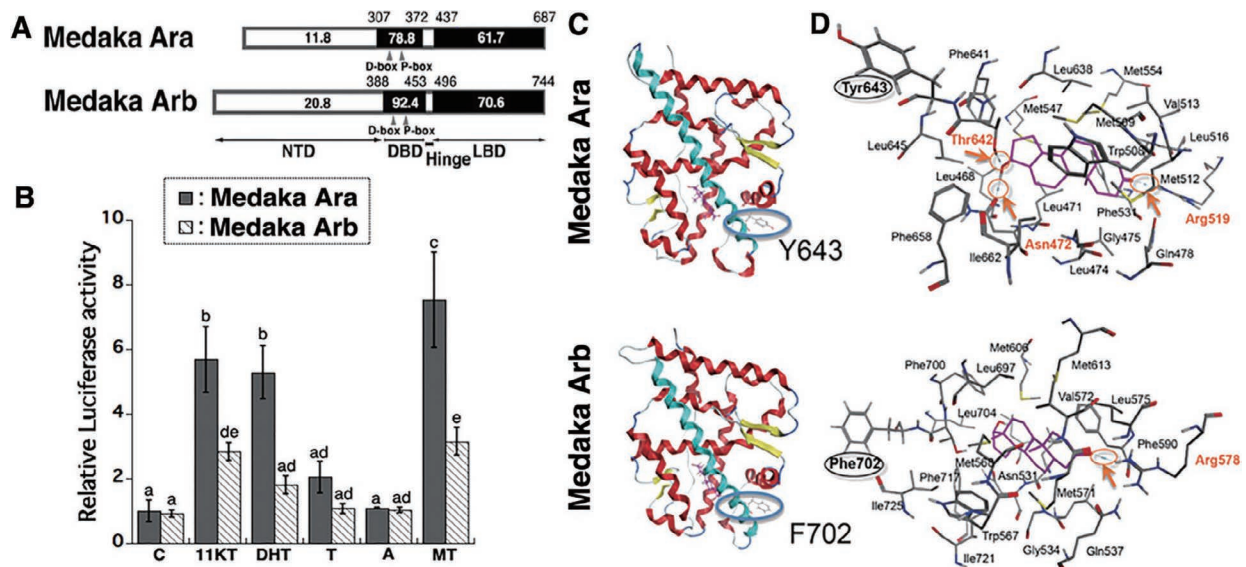 A
307 372 437 687
Medaka Ara 11.8 78.8 61.7
D-box P-box
388 453 496 744
Medaka Arb 20.8 92.4 70.6
D-box P-box
NTD DBD Hinge LBD
B
: Medaka Ara
: Medaka Arb
Relative Luciferase activity
10
8
6
4
2
0
a a b de b ad ad ad a ad c e
C 11KT DHT T A MT
C
Medaka Ara
Y643
Medaka Arb
F702
D
Tyr643
Phe641
Leu638
Met554
Met547
Val513
Thr642
Leu516
Leu645
Trp508
Leu468
Met512
Leu471
Phe531
Arg519
Phe658
Asn472
Gly475
Ile662
Leu474
Gln478
Met606
Met613
Phe700
Leu697
Val572
Leu575
Leu704
Phe590
Arg578
Phe702
Asn531
Phe717
Met571
Ile725
Trp567
Gly534
Gln537
Ile721